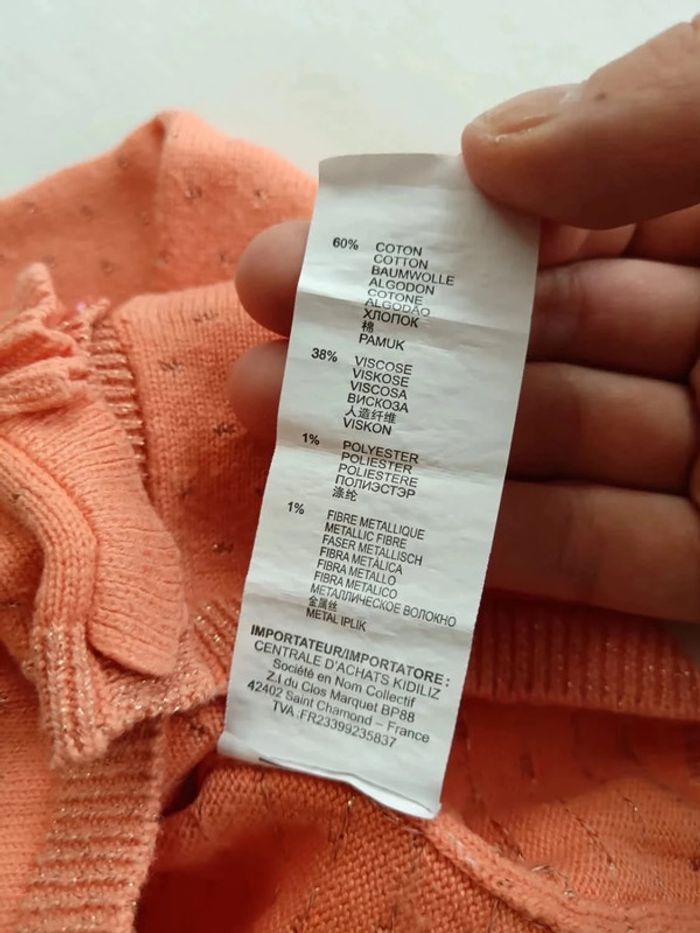 60% COTON
COTTON
BAUMWOLLE
ALGODON
COTONE
ALGODÃO
ХЛОПОК
棉
PAMUK
38% VISCOSE
VISKOSE
VISCOSA
ВИСКОЗА
人造纤维
VISKON
1% POLYESTER
POLIESTER
POLIESTERE
ПОЛИЭСТЭР
涤纶
1% FIBRE METALLIQUE
METALLIC FIBRE
FASER METALLISCH
FIBRA METÁLICA
FIBRA METALLO
FIBRA METALICO
МЕТАЛЛИЧЕСКОЕ ВОЛОКНО
金属丝
METAL IPLIK
IMPORTATEUR/IMPORTATORE :
CENTRALE D'ACHATS KIDILIZ
Société en Nom Collectif
Z.I du Clos Marquet BP88
42402 Saint Chamond – France
TVA :FR23399235837